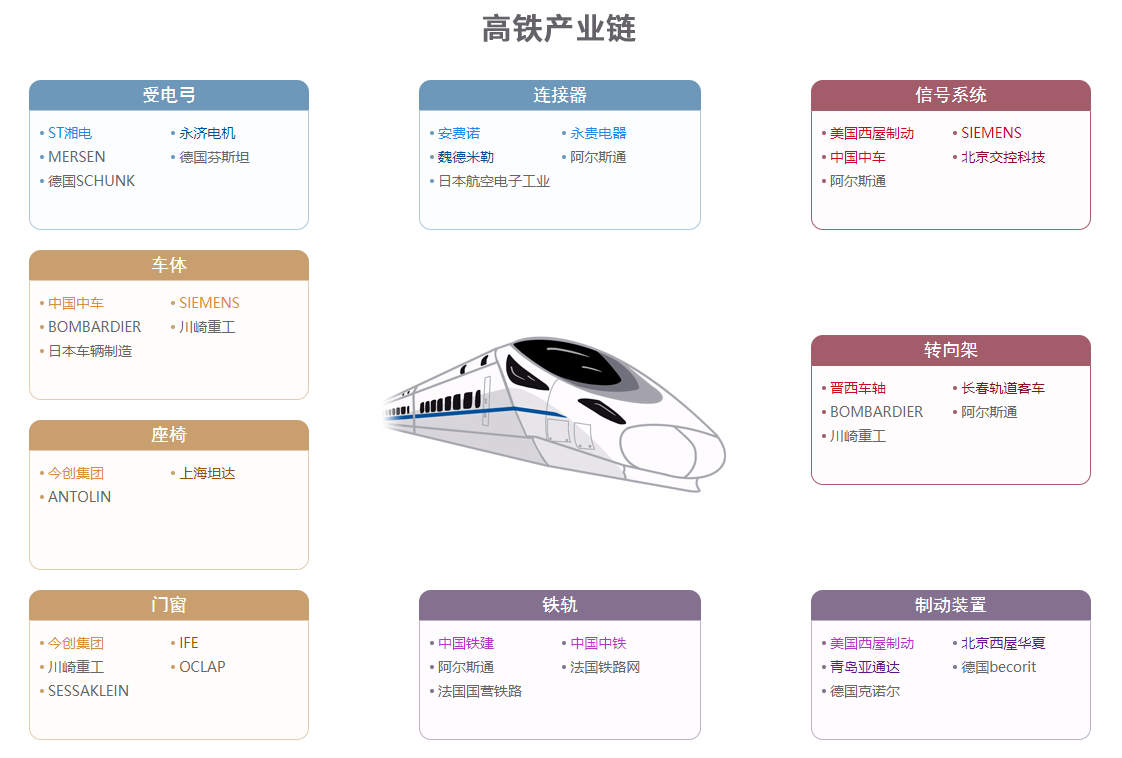 高铁产业链
受电弓
• ST湘电 • 永济电机
• MERSEN • 德国芬斯坦
• 德国SCHUNK
连接器
• 安费诺 • 永贵电器
• 魏德米勒 • 阿尔斯通
• 日本航空电子工业
信号系统
• 美国西屋制动 • SIEMENS
• 中国中车 • 北京交控科技
• 阿尔斯通
车体
• 中国中车 • SIEMENS
• BOMBARDIER • 川崎重工
• 日本车辆制造
转向架
• 晋西车轴 • 长春轨道客车
• BOMBARDIER • 阿尔斯通
• 川崎重工
座椅
• 今创集团 • 上海坦达
• ANTOLIN
门窗
• 今创集团 • IFE
• 川崎重工 • OCLAP
• SESSAKLEIN
铁轨
• 中国铁建 • 中国中铁
• 阿尔斯通 • 法国铁路网
• 法国国营铁路
制动装置
• 美国西屋制动 • 北京西屋华夏
• 青岛亚通达 • 德国becorit
• 德国克诺尔